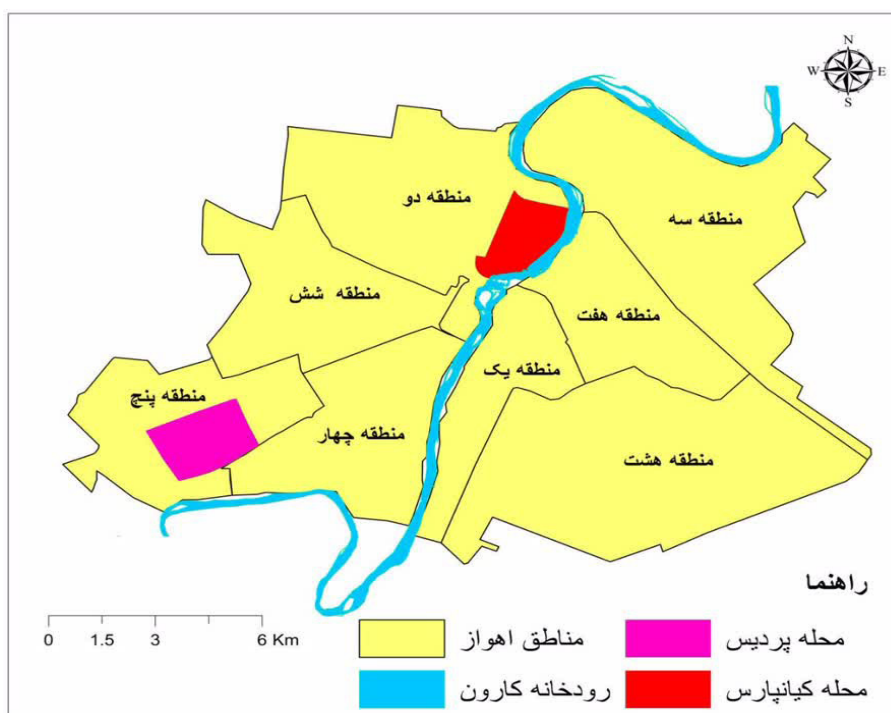 N
W E
S
منطقه دو
منطقه سه
منطقه شش
منطقه هفت
منطقه یک
منطقه پنچ
منطقه چهار
منطقه هشت
راهنما
محله پردیس
مناطق اهواز
محله کیانپارس
رودخانه کارون
0 1.5 3 6 Km